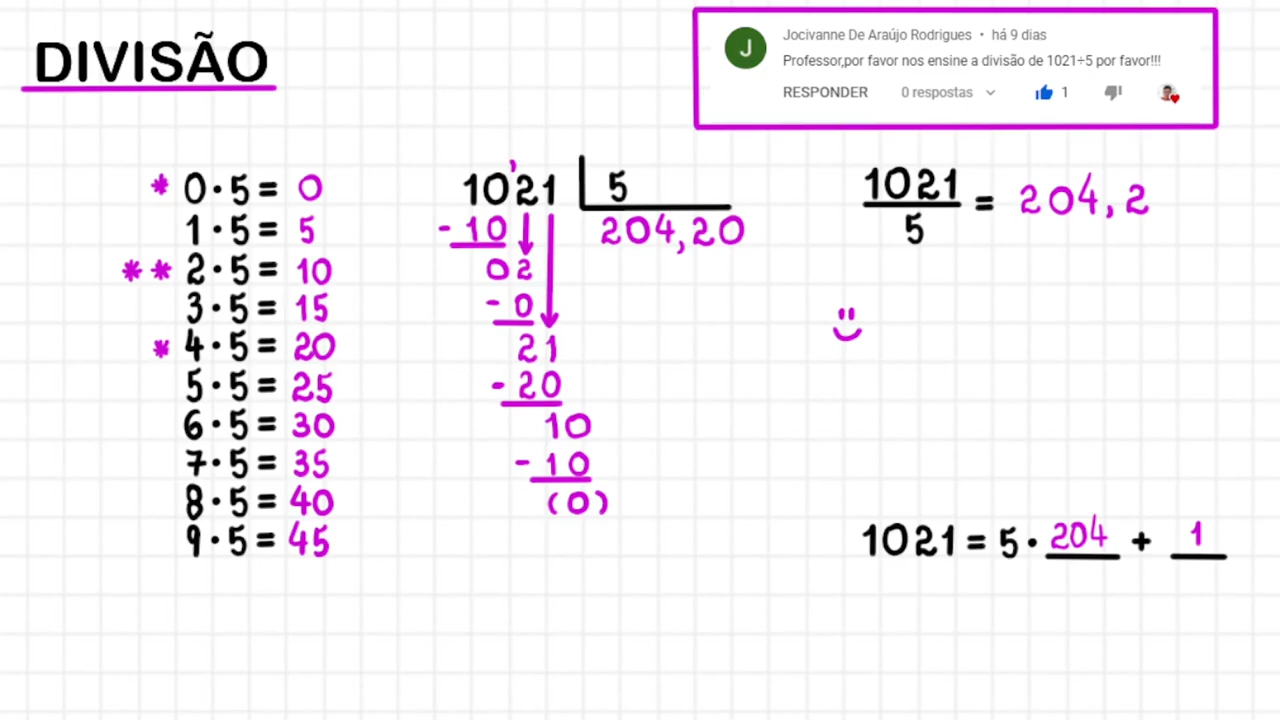 DIVISÃO
J
Jocivanne De Araújo Rodrigues • há 9 dias
Professor,por favor nos ensine a divisão de 1021÷5 por favor!!!
RESPONDER 0 respostas 1
* 0·5= 0
1·5= 5
** 2·5= 10
3·5= 15
* 4·5= 20
5·5= 25
6·5= 30
7·5= 35
8·5= 40
9·5= 45
10'21 5
-10 204,20
02
-0
21
-20
10
-10
(0)
1021/5 = 204,2
1021 = 5· 204 + 1